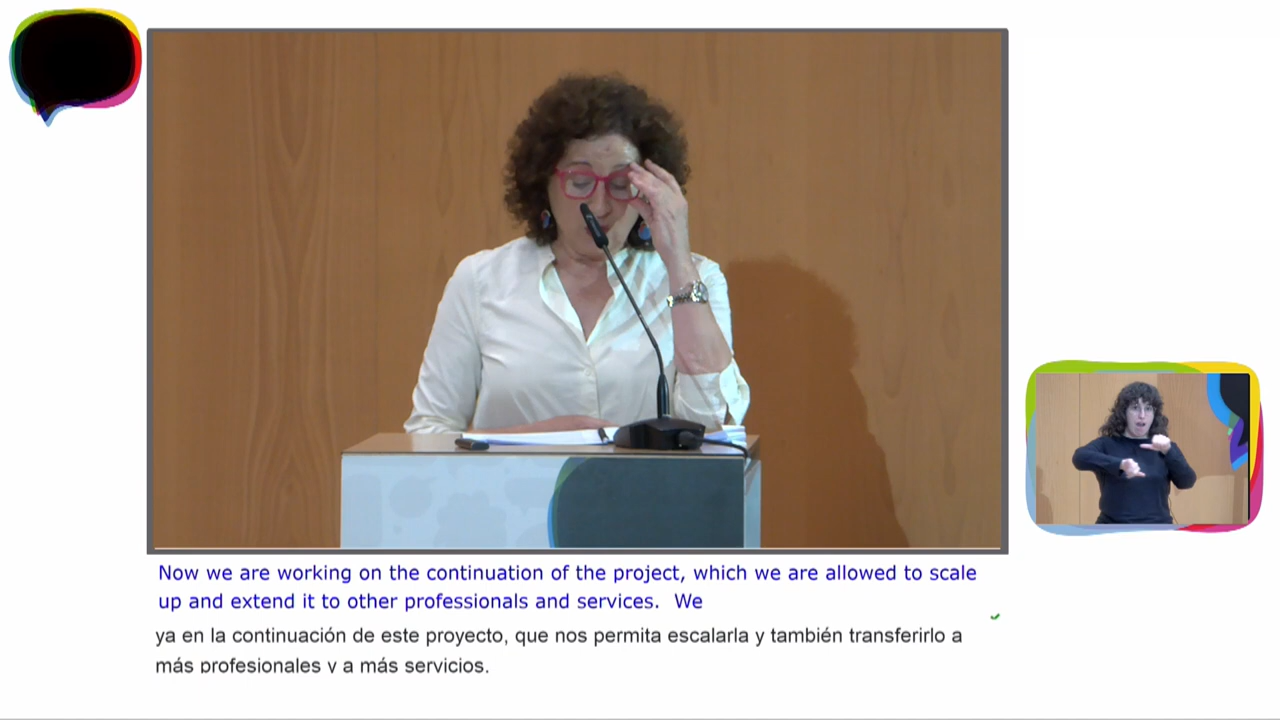 Now we are working on the continuation of the project, which we are allowed to scale
up and extend it to other professionals and services.  We
ya en la continuación de este proyecto, que nos permita escalarla y también transferirlo a
más profesionales y a más servicios.